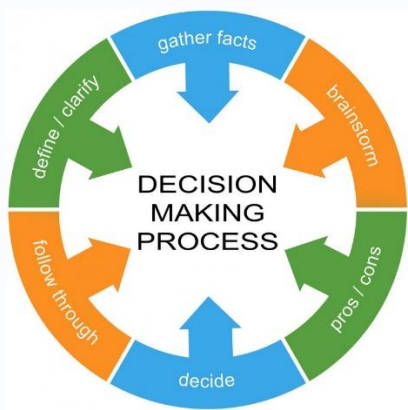 define / clarify
gather facts
brainstorm
pros / cons
decide
follow through
DECISION
MAKING
PROCESS